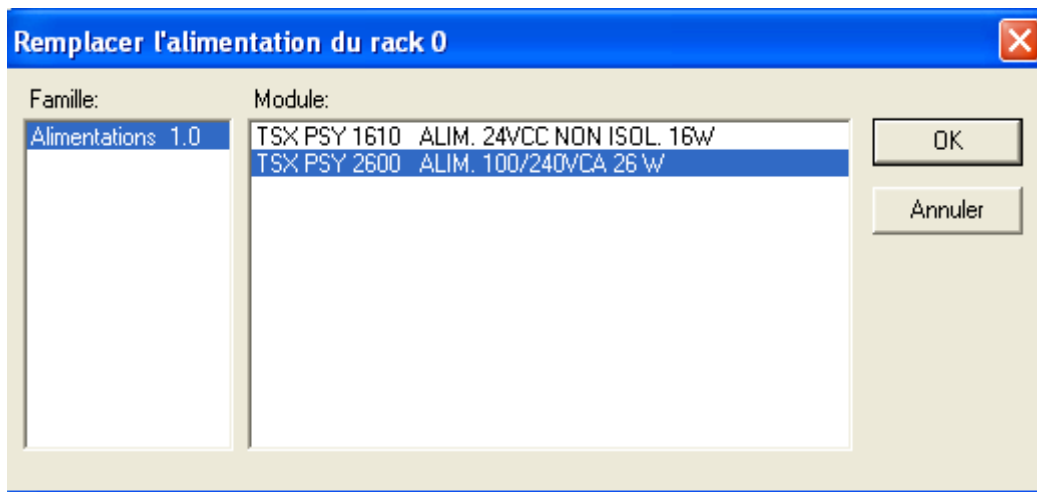 Remplacer l'alimentation du rack 0
Famille:
Module:
Alimentations 1.0
TSX PSY 1610 ALIM. 24VCC NON ISOL. 16W
TSX PSY 2600 ALIM. 100/240VCA 26 W
OK
Annuler